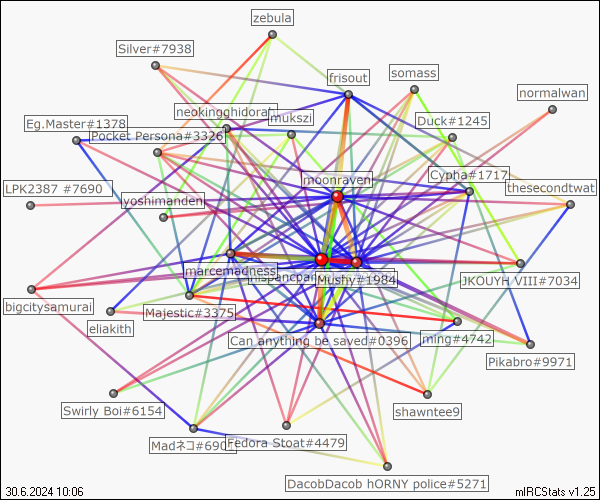 zebula
Silver#7938
frisout
somass
normalwan
neokingghidorah
mukszi
Duck#1245
Eg.Master#1378
Pocket Persona#3326
moonraven
Cypha#1717
thesecondtwat
LPK2387 #7690
yoshimanden
marcemadness
Mushy#1984
JKOUYH VIII#7034
bigcitysamurai
eliakith
Majestic#3375
Can anything be saved#0396
ming#4742
Pikabro#9971
Swirly Boi#6154
shawntee9
Madネコ#690
Fedora Stoat#4479
DacobDacob hORNY police#5271
30.6.2024 10:06
mIRCStats v1.25